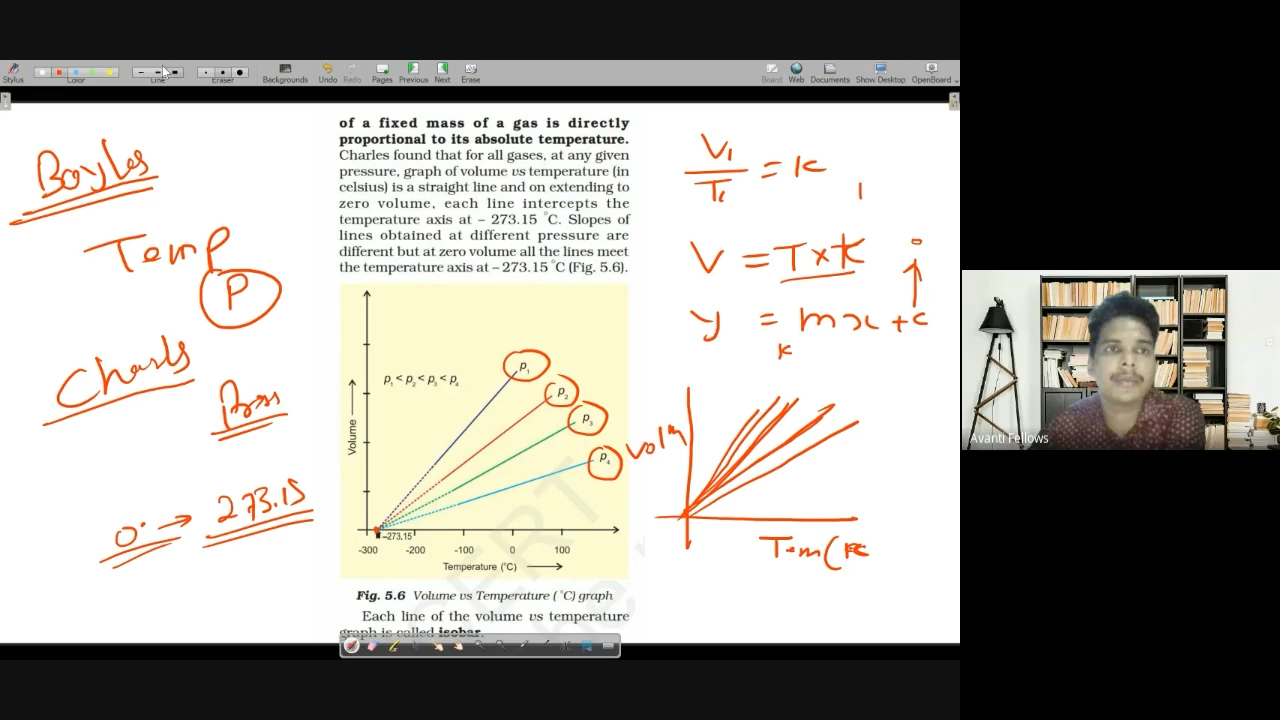 Stylus
Color
Line
Eraser
Backgrounds
Undo
Redo
Pages
Previous
Next
Erase
Board
Web
Documents
Show Desktop
OpenBoard
of a fixed mass of a gas is directly
proportional to its absolute temperature.
Charles found that for all gases, at any given
pressure, graph of volume vs temperature (in
celsius) is a straight line and on extending to
zero volume, each line intercepts the
temperature axis at – 273.15 °C. Slopes of
lines obtained at different pressure are
different but at zero volume all the lines meet
the temperature axis at – 273.15 °C (Fig. 5.6).
p1 < p2 < p3 < p4
p1
p2
p3
p4
Volume
–273.15
-300 -200 -100 0 100
Temperature (°C)
Fig. 5.6 Volume vs Temperature ( °C) graph
Each line of the volume vs temperature
graph is called isobar.
Boyles
Temp
P
Charls
0° → 273.15
V1/T1 = K
V = T × K
y = mx + c
K
Volm
Tem(
Avanti Fellows